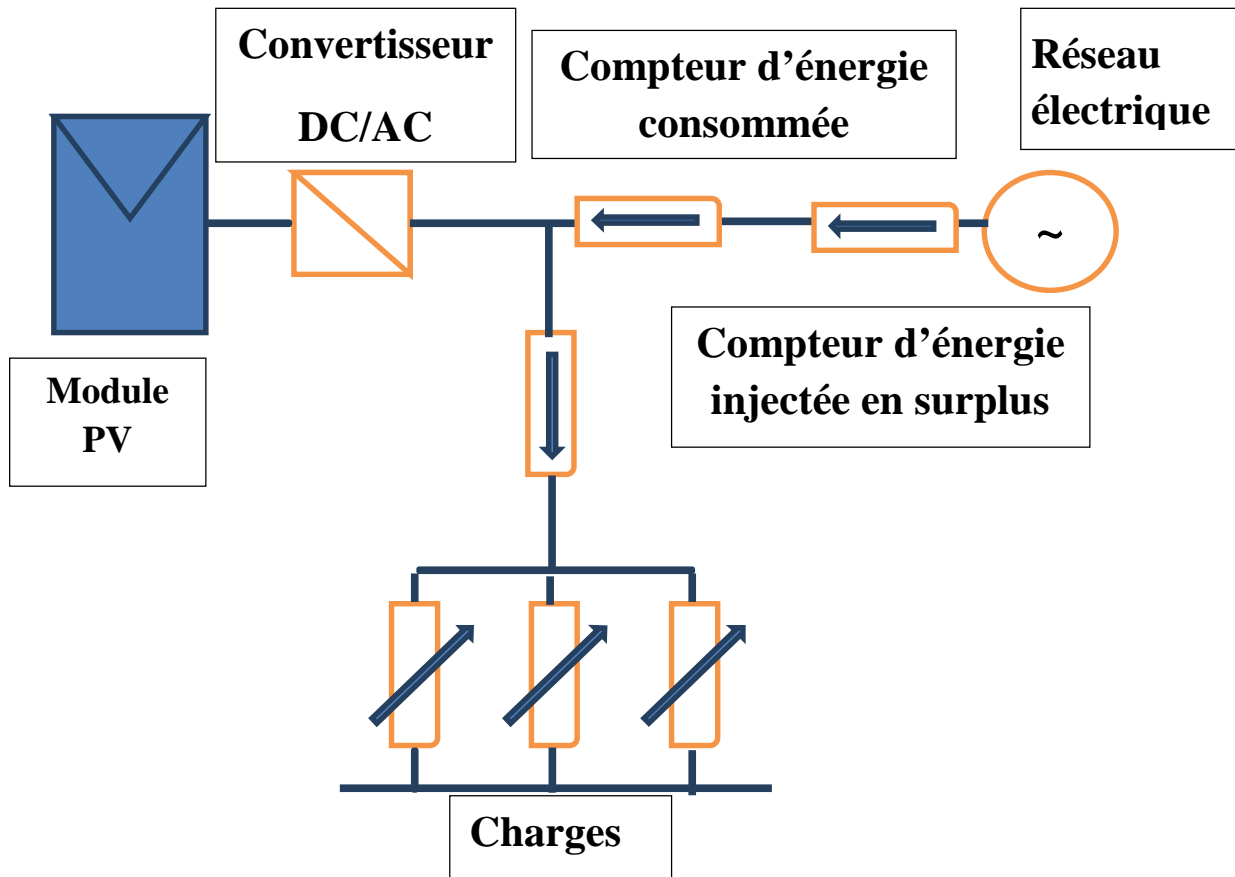 Convertisseur
DC/AC
Compteur d’énergie
consommée
Réseau
électrique
~
Module
PV
Compteur d’énergie
injectée en surplus
Charges